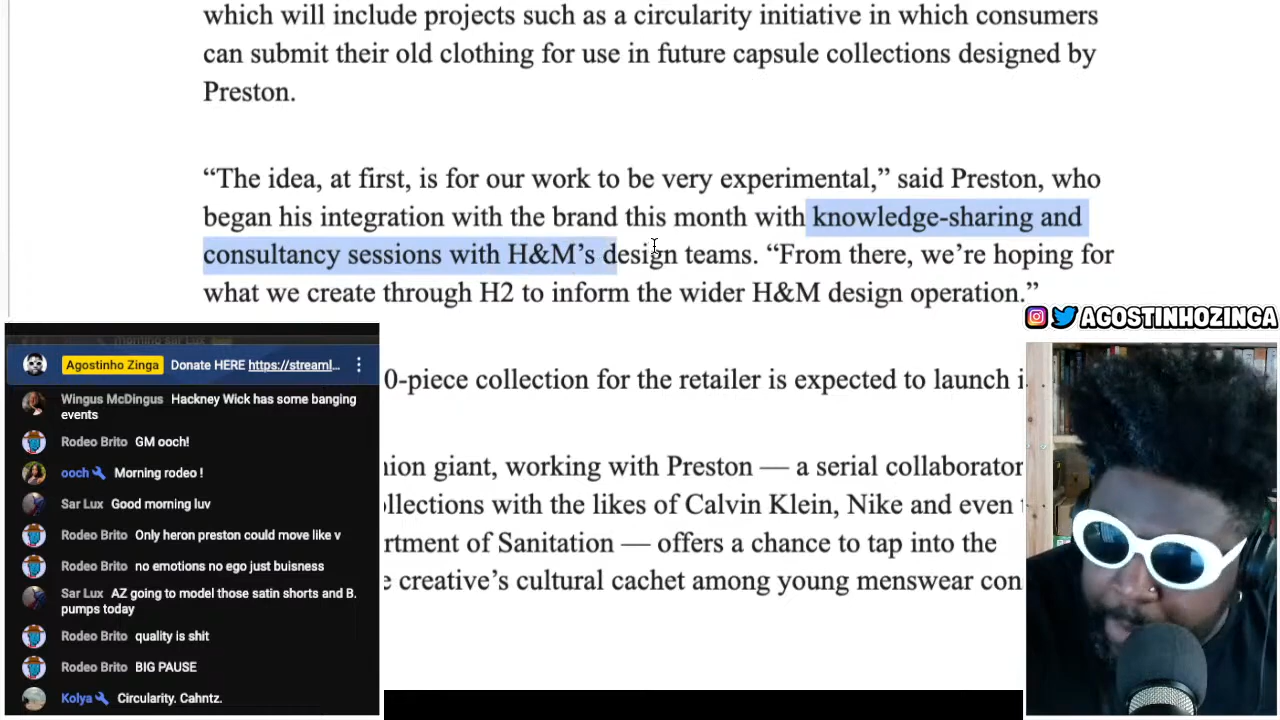 which will include projects such as a circularity initiative in which consumers
can submit their old clothing for use in future capsule collections designed by
Preston.
“The idea, at first, is for our work to be very experimental,” said Preston, who
began his integration with the brand this month with knowledge-sharing and
consultancy sessions with H&M’s design teams. “From there, we’re hoping for
what we create through H2 to inform the wider H&M design operation.”
0-piece collection for the retailer is expected to launch i
nion giant, working with Preston — a serial collaborator
llections with the likes of Calvin Klein, Nike and even t
rtment of Sanitation — offers a chance to tap into the
e creative’s cultural cachet among young menswear con
AGOSTINHOZINGA
morning sar Lux
Agostinho Zinga Donate HERE https://streaml...
Wingus McDingus Hackney Wick has some banging
events
Rodeo Brito GM ooch!
ooch Morning rodeo !
Sar Lux Good morning luv
Rodeo Brito Only heron preston could move like v
Rodeo Brito no emotions no ego just buisness
Sar Lux AZ going to model those satin shorts and B.
pumps today
Rodeo Brito quality is shit
Rodeo Brito BIG PAUSE
Kolya Circularity. Cahntz.